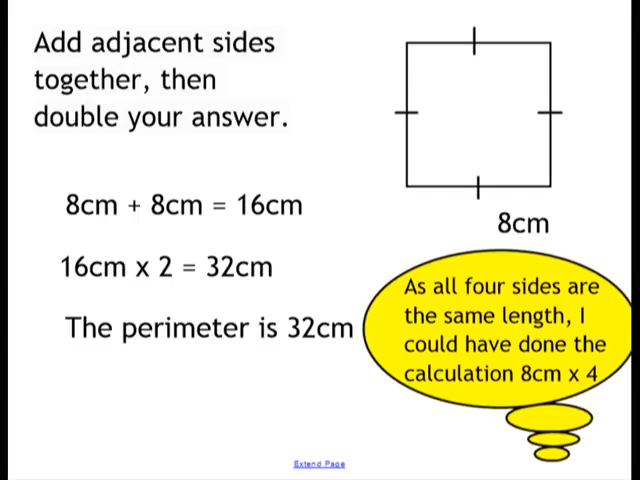 Add adjacent sides
together, then
double your answer.
8cm + 8cm = 16cm
16cm x 2 = 32cm
The perimeter is 32cm
8cm
As all four sides are
the same length, I
could have done the
calculation 8cm x 4
Extend Page